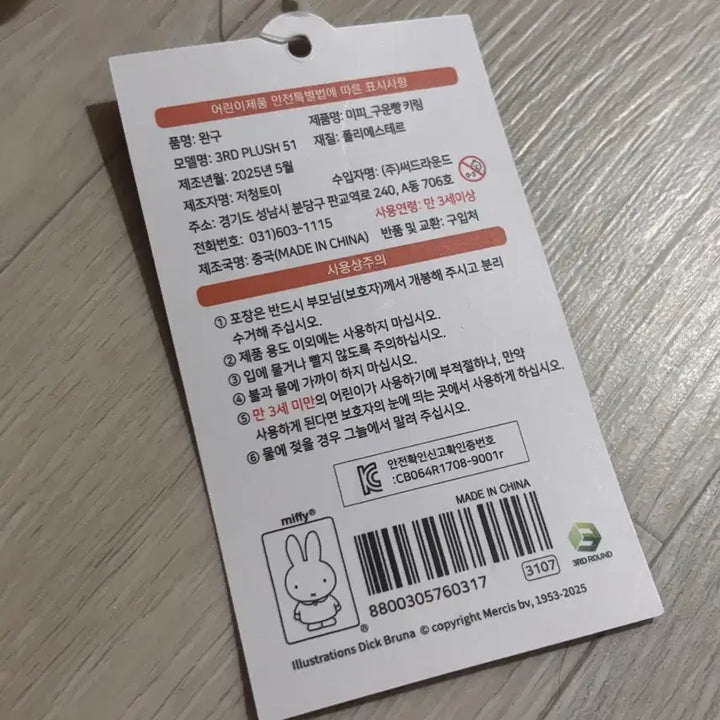 어린이제품 안전특별법에 따른 표시사항
품명: 완구 제품명: 미피_구운빵 키링
모델명: 3RD PLUSH 51 재질: 폴리에스테르
제조년월: 2025년 5월
제조자명: 저청토이 수입자명: (주)써드라운드
주소: 경기도 성남시 분당구 판교역로 240, A동 706호
전화번호: 031)603-1115 사용연령: 만 3세이상
제조국명: 중국(MADE IN CHINA) 반품 및 교환: 구입처
사용상주의
① 포장은 반드시 부모님(보호자)께서 개봉해 주시고 분리
수거해 주십시오.
② 제품 용도 이외에는 사용하지 마십시오.
③ 입에 물거나 빨지 않도록 주의하십시오.
④ 불과 물에 가까이 하지 마십시오.
⑤ 만 3세 미만의 어린이가 사용하기에 부적절하나, 만약
사용하게 된다면 보호자의 눈에 띄는 곳에서 사용하게 하십시오.
⑥ 물에 젖을 경우 그늘에서 말려 주십시오.
안전확인신고확인증번호
:CB064R1708-9001r
MADE IN CHINA
miffy®
8800305760317
3107
3RD ROUND
®
Illustrations Dick Bruna © copyright Mercis bv, 1953-2025